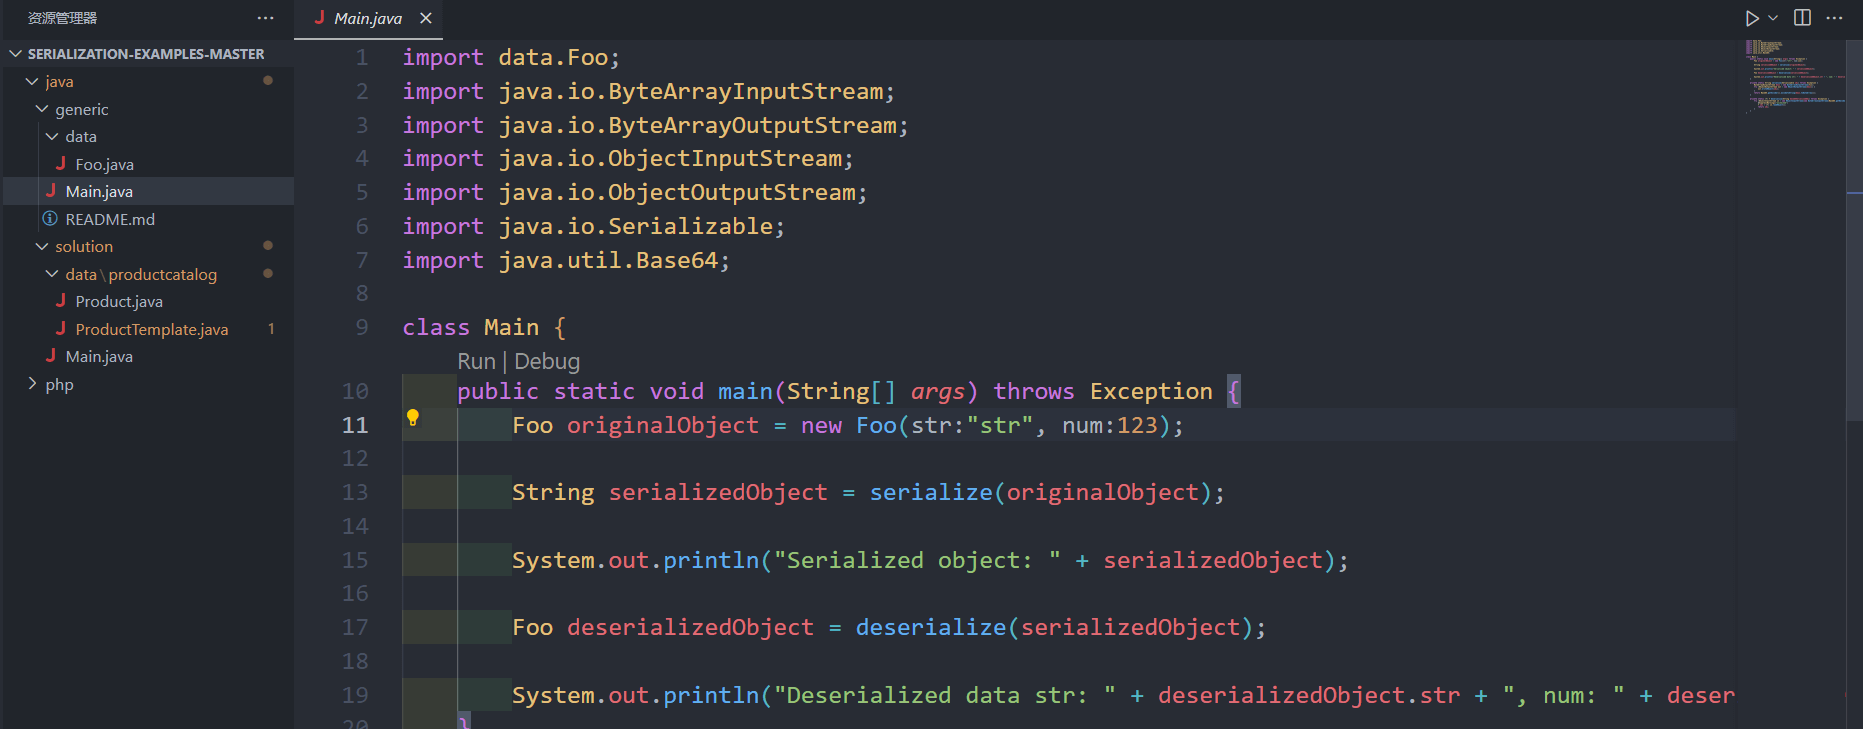 资源管理器
SERIALIZATION-EXAMPLES-MASTER
java
generic
data
Foo.java
Main.java
README.md
solution
data\productcatalog
Product.java
ProductTemplate.java 1
Main.java
php
Main.java
1 import data.Foo;
2 import java.io.ByteArrayInputStream;
3 import java.io.ByteArrayOutputStream;
4 import java.io.ObjectInputStream;
5 import java.io.ObjectOutputStream;
6 import java.io.Serializable;
7 import java.util.Base64;
8
9 class Main {
Run | Debug
10 public static void main(String[] args) throws Exception {
11 Foo originalObject = new Foo(str:"str", num:123);
12
13 String serializedObject = serialize(originalObject);
14
15 System.out.println("Serialized object: " + serializedObject);
16
17 Foo deserializedObject = deserialize(serializedObject);
18
19 System.out.println("Deserialized data str: " + deserializedObject.str + ", num: " + deser
20 }